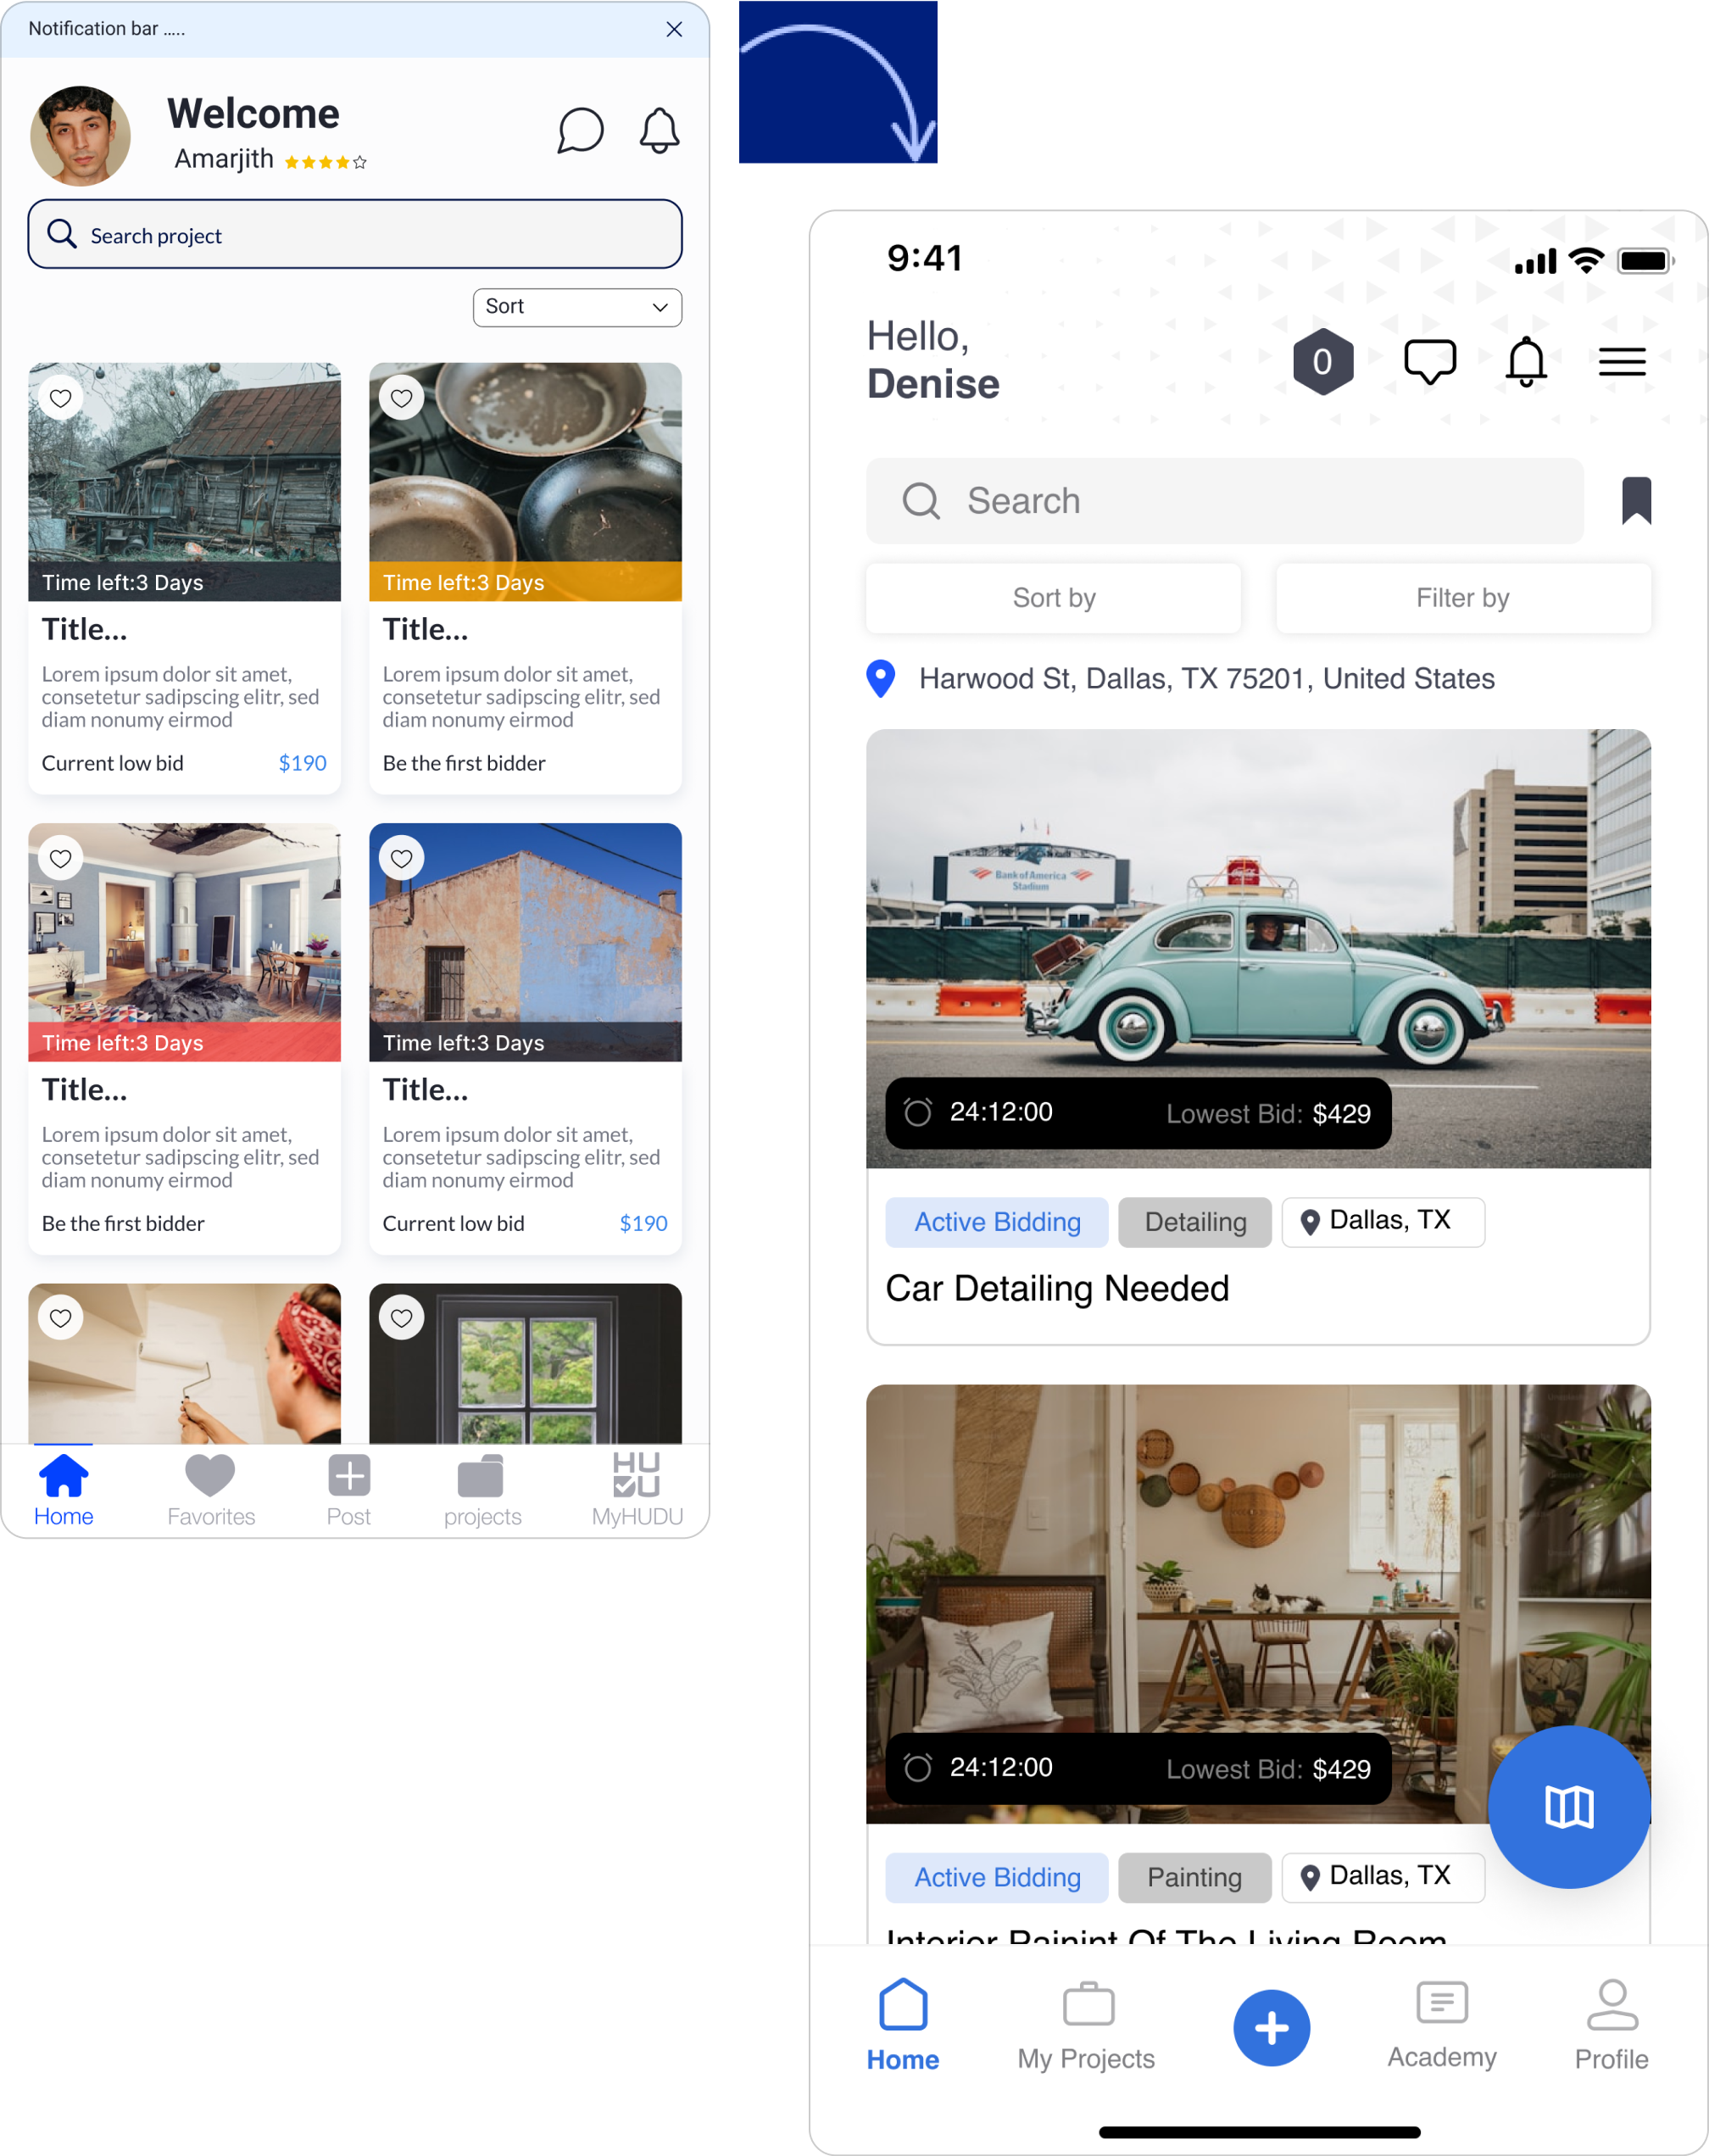 Notification bar .....
Welcome
Amarjith
Search project
Sort
Time left:3 Days
Title...
Lorem ipsum dolor sit amet,
consetetur sadipscing elitr, sed
diam nonumy eirmod
Current low bid $190
Time left:3 Days
Title...
Lorem ipsum dolor sit amet,
consetetur sadipscing elitr, sed
diam nonumy eirmod
Be the first bidder
Time left:3 Days
Title...
Lorem ipsum dolor sit amet,
consetetur sadipscing elitr, sed
diam nonumy eirmod
Be the first bidder
Time left:3 Days
Title...
Lorem ipsum dolor sit amet,
consetetur sadipscing elitr, sed
diam nonumy eirmod
Current low bid $190
HU
U
Home Favorites Post projects MyHUDU
9:41
Hello,
Denise
0
Search
Sort by Filter by
Harwood St, Dallas, TX 75201, United States
Bank of America
Stadium
24:12:00 Lowest Bid: $429
Active Bidding Detailing Dallas, TX
Car Detailing Needed
24:12:00 Lowest Bid: $429
Active Bidding Painting Dallas, TX
Interior Painint Of The Living Room
Home My Projects Academy Profile